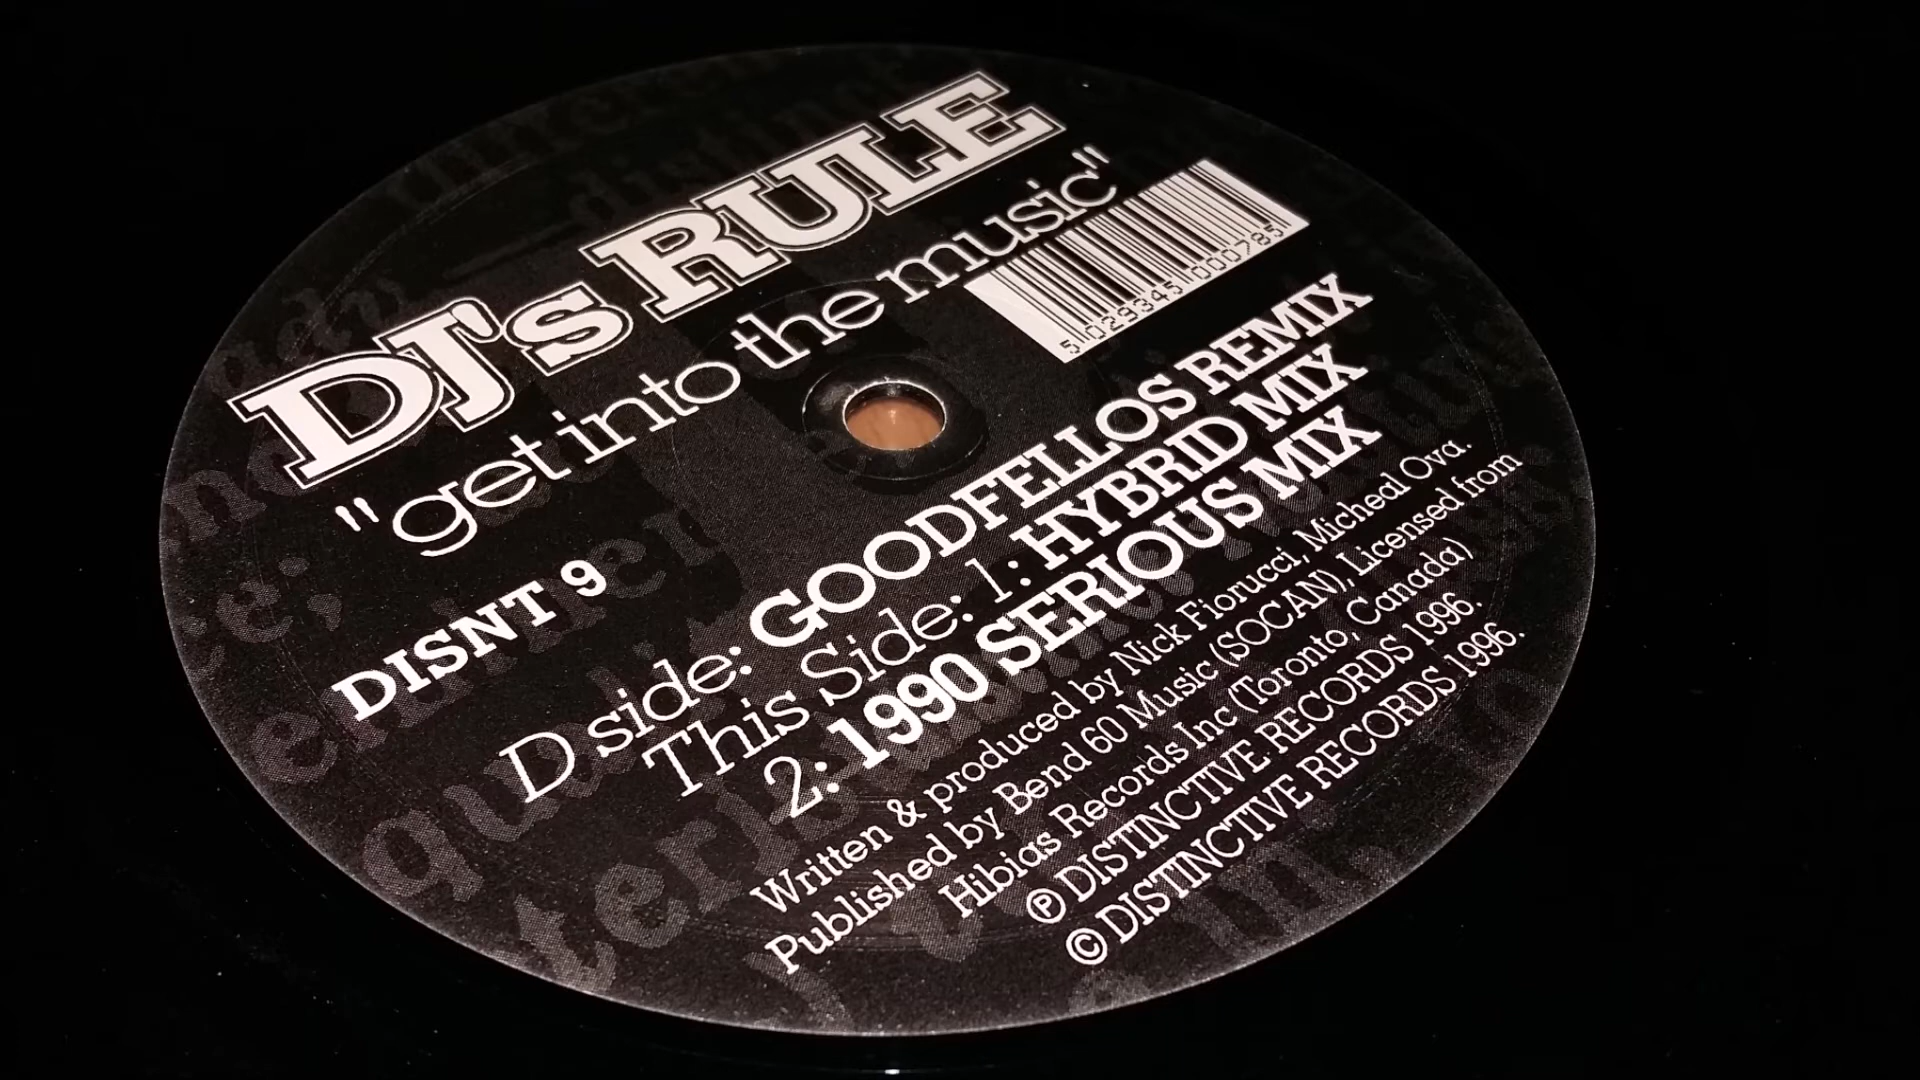 DJ's RULE
"get into the music"
5 029345 000785
DISNT 9
D side: GOODFELLOS REMIX
This Side: 1: HYBRID MIX
2: 1990 SERIOUS MIX
Written & produced by Nick Fiorucci, Micheal Ova.
Published by Bend 60 Music (SOCAN), Licensed from
Hibias Records Inc (Toronto, Canada)
Ⓟ DISTINCTIVE RECORDS 1996.
© DISTINCTIVE RECORDS 1996.